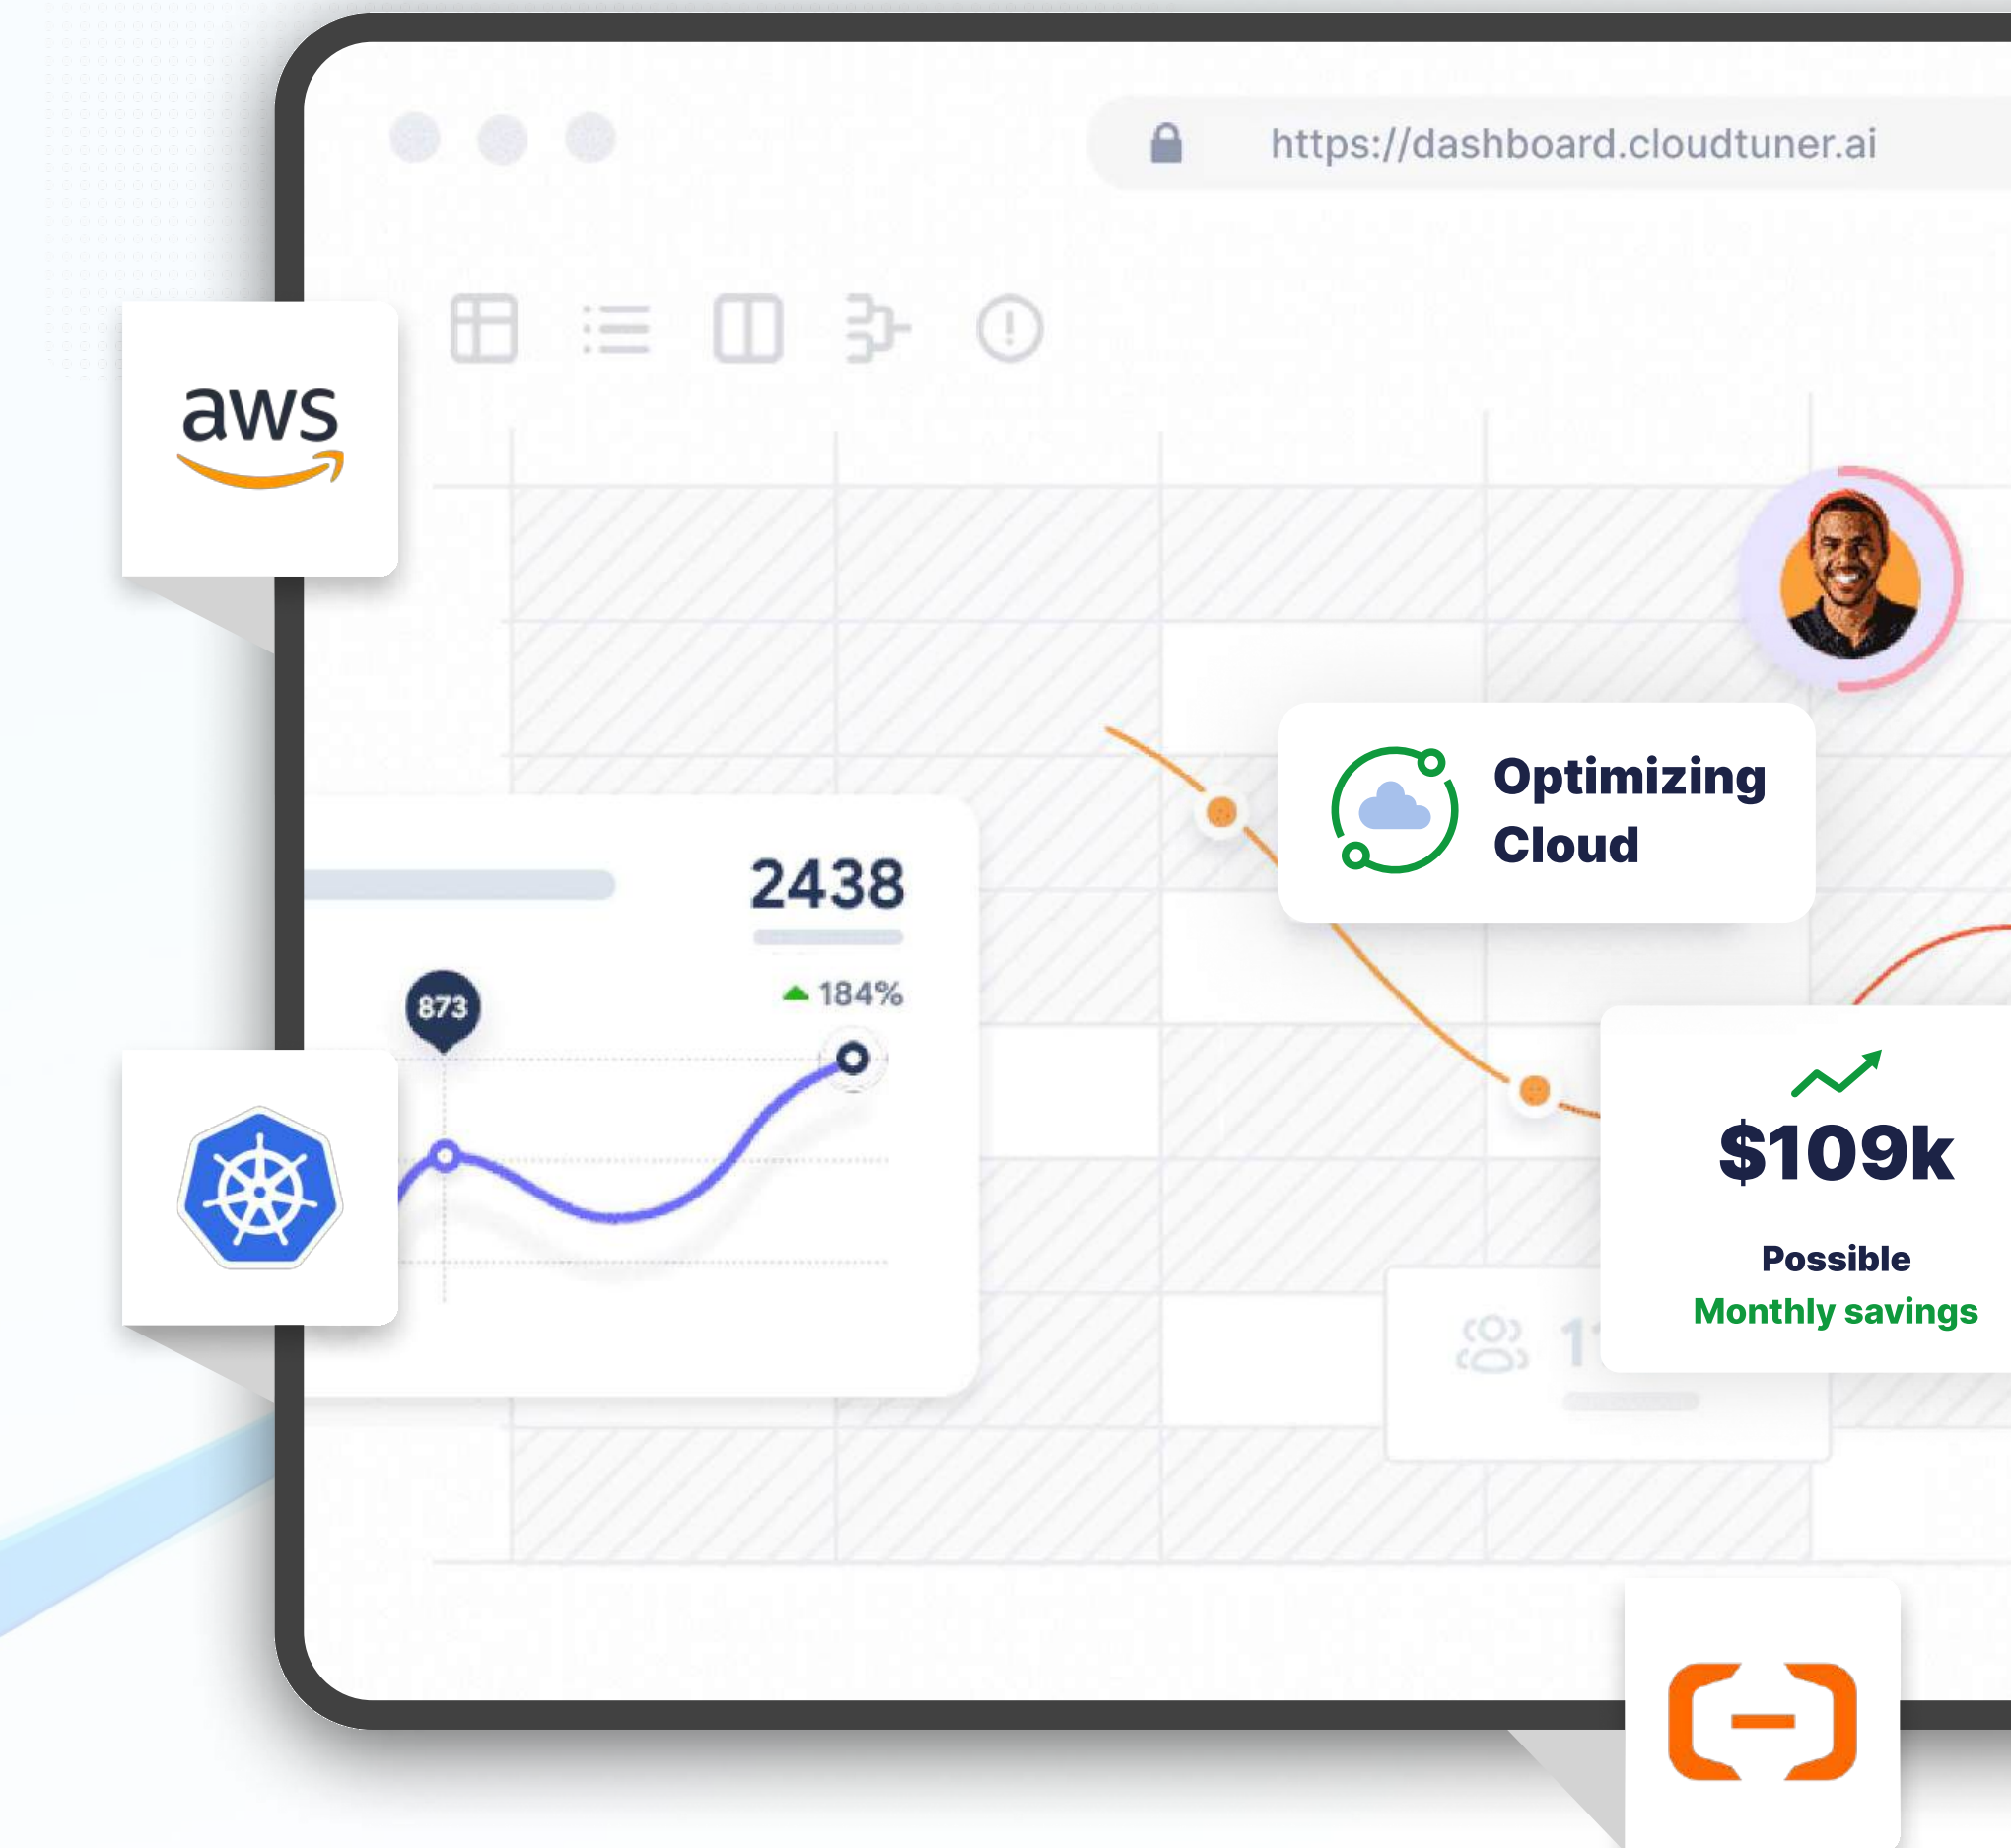 https://dashboard.cloudtuner.ai
aws
Optimizing
Cloud
2438
184%
873
$109k
Possible
Monthly savings